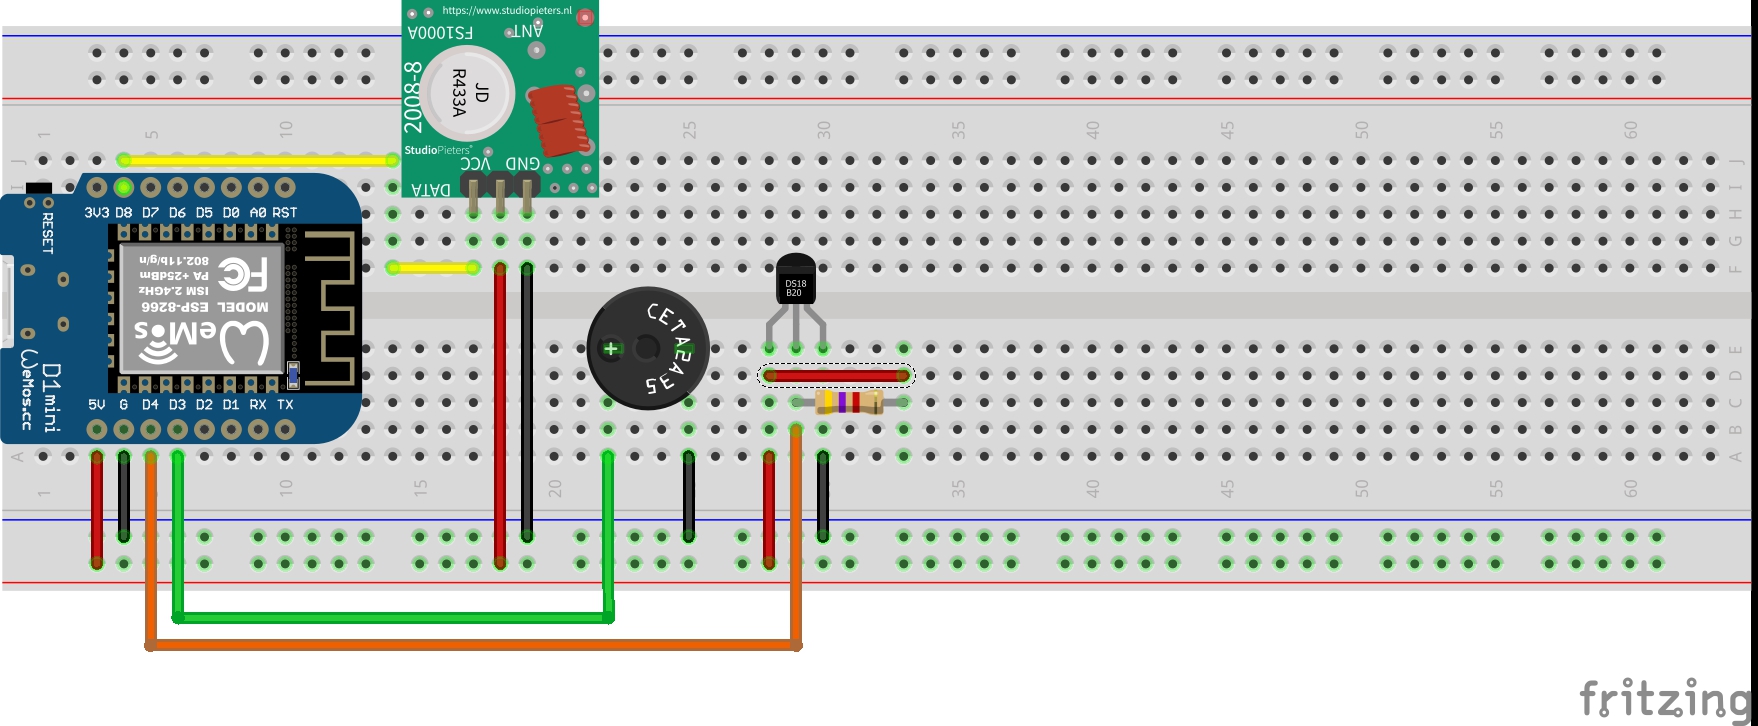 https://www.studiopieters.nl
FS1000A
ANT
2008-8
JD
R433A
StudioPieters®
VCC
GND
DATA
1
5
10
25
30
35
40
45
50
55
60
J
I
H
G
F
J
I
RESET
3V3 D8 D7 D6 D5 D0 A0 RST
802.11b/g/n
PA +25dBm
ISM 2.4GHz
MODEL ESP-8266
FC
WeMos
D1mini
WeMos.cc
5V G D4 D3 D2 D1 RX TX
CETA2A35
+
DS18
B20
E
D
C
B
A
A
1
10
15
20
35
40
45
50
55
60
fritzing